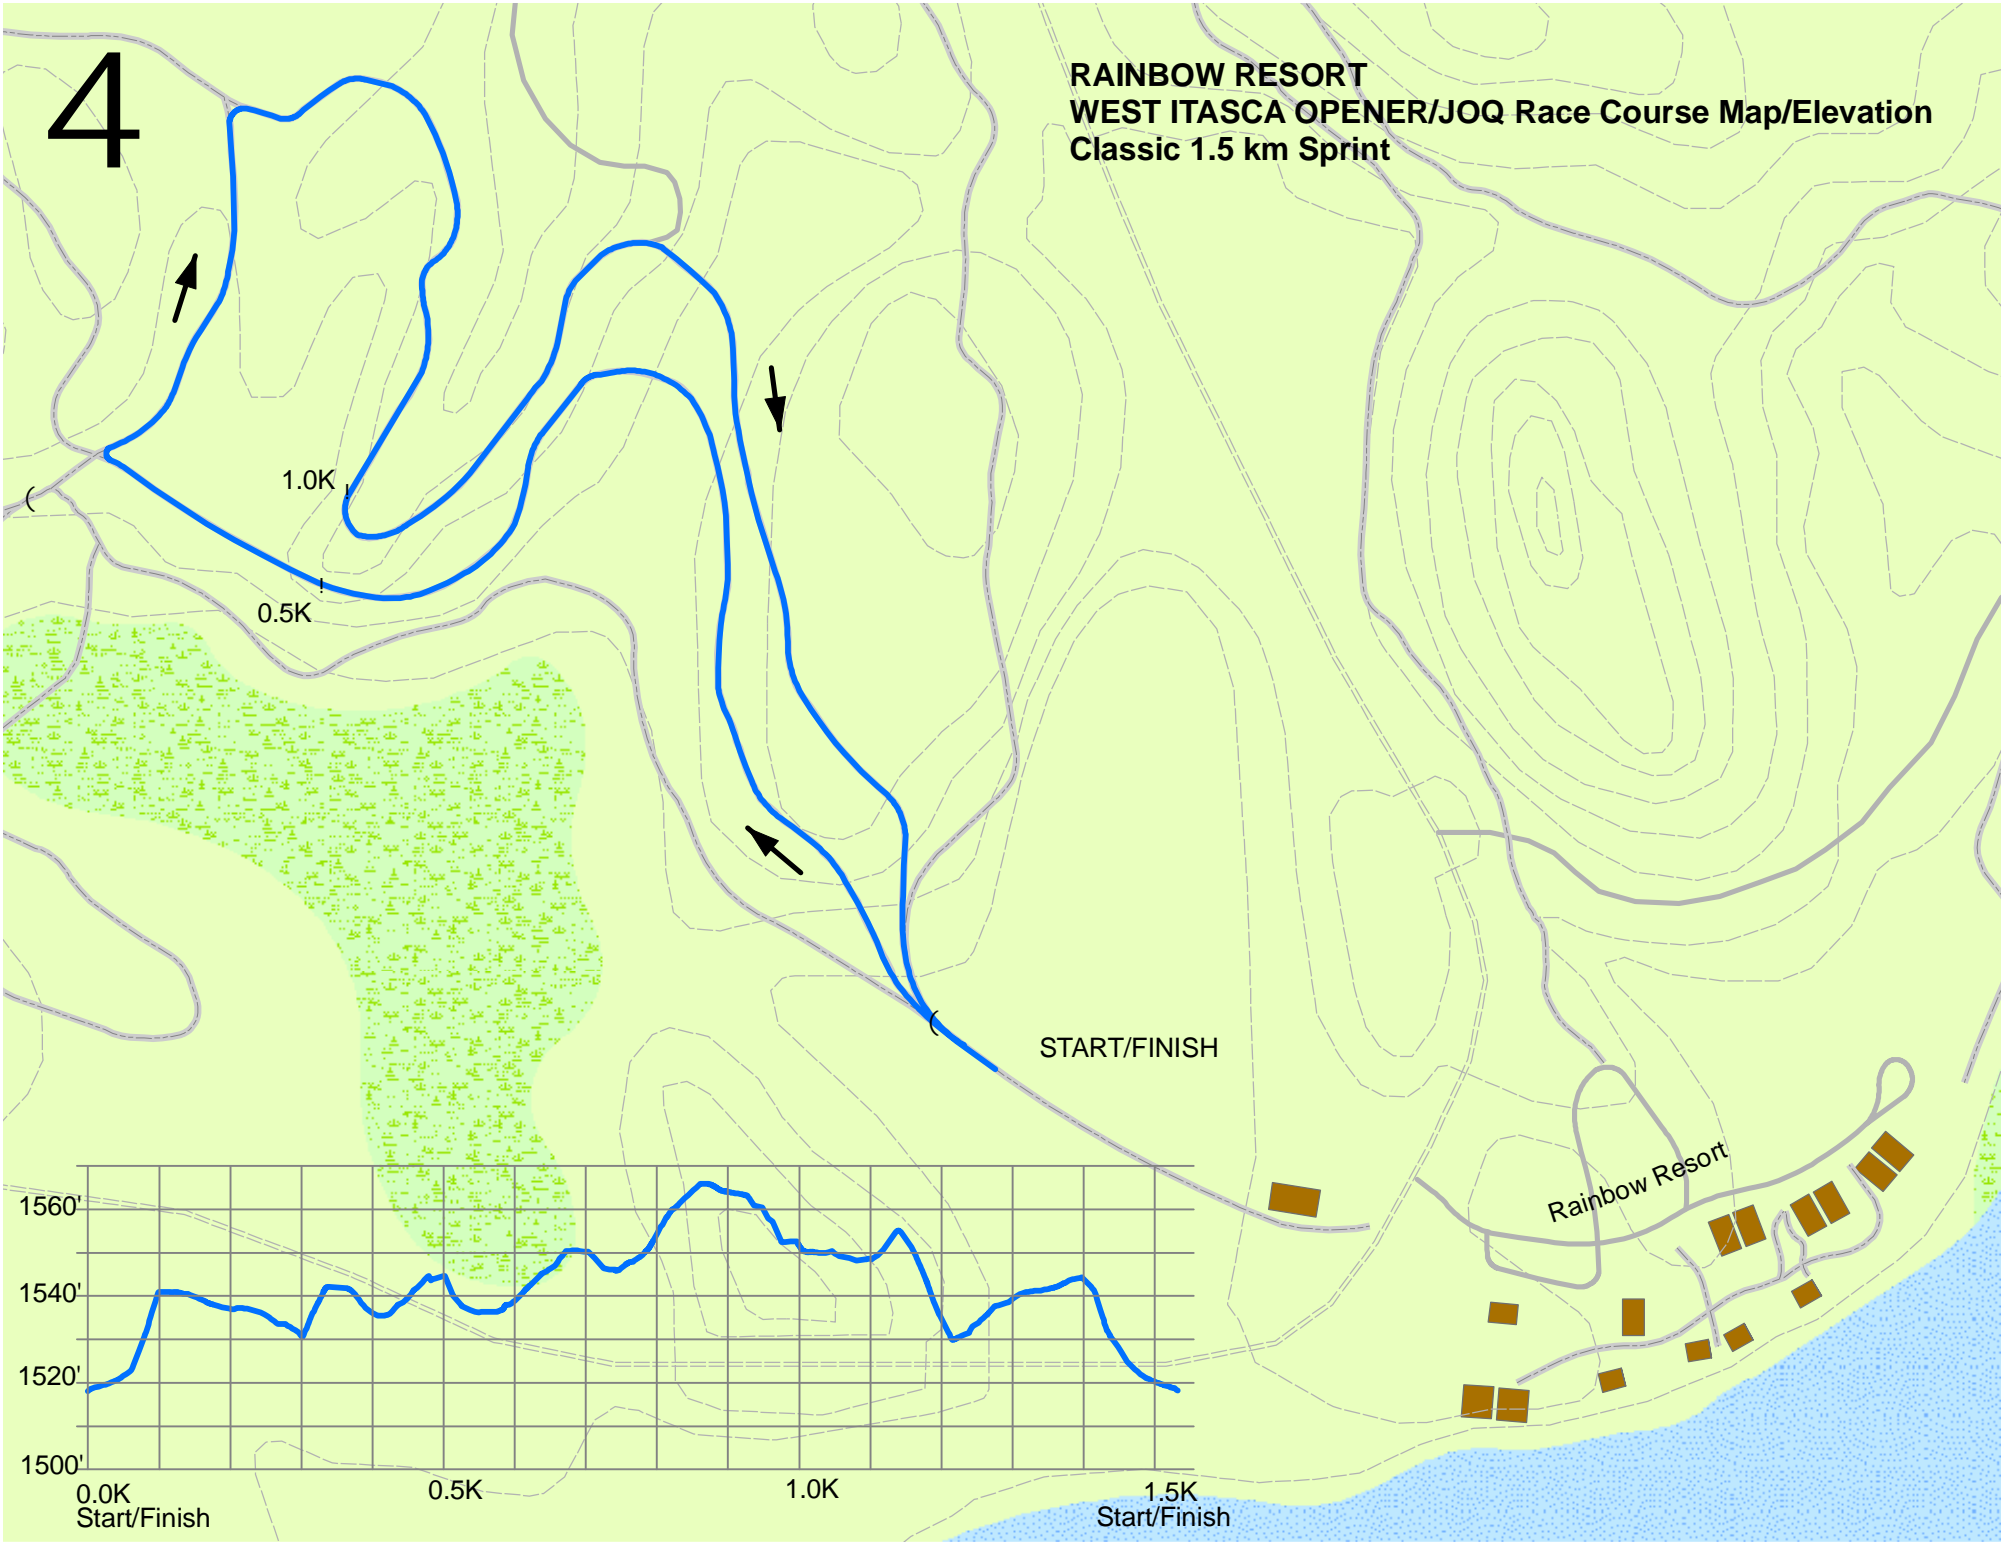 4
RAINBOW RESORT
WEST ITASCA OPENER/JOQ Race Course Map/Elevation
Classic 1.5 km Sprint
1.0K
0.5K
START/FINISH
Rainbow Resort
1560'
1540'
1520'
1500'
0.0K
0.5K
1.0K
1.5K
Start/Finish
Start/Finish